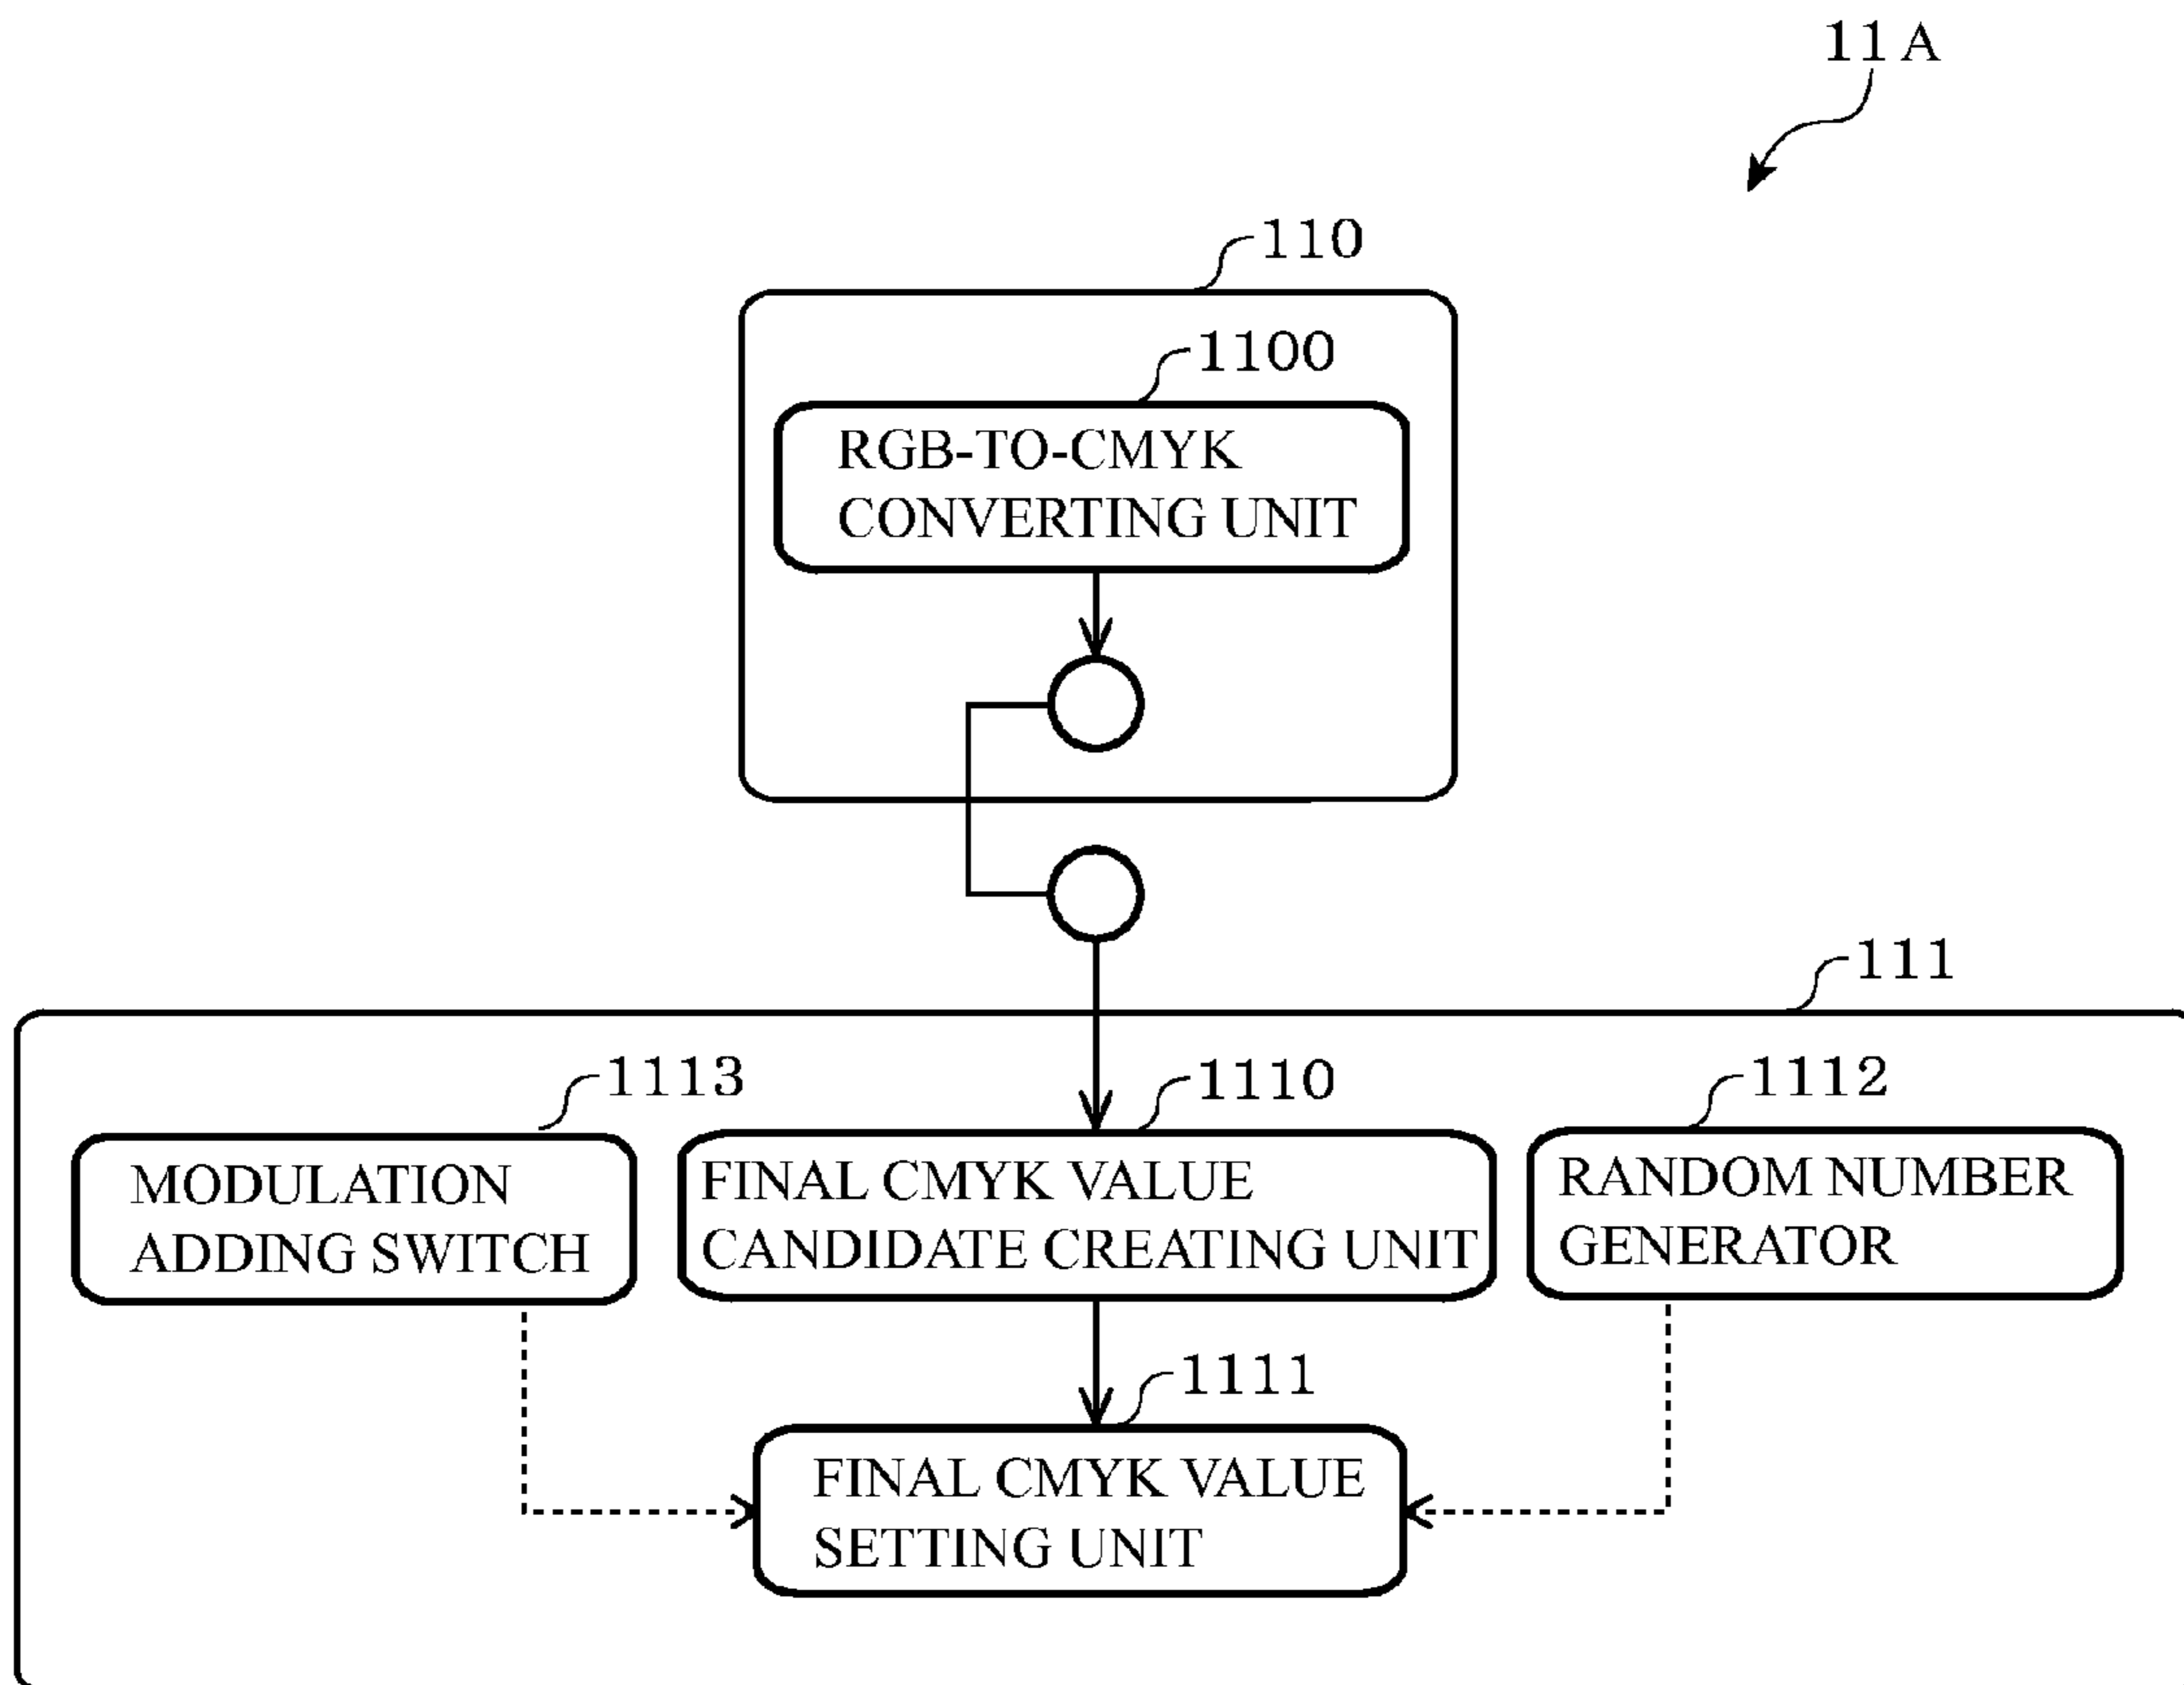 11A
110
1100
RGB-TO-CMYK
CONVERTING UNIT
111
1113
MODULATION
ADDING SWITCH
1110
FINAL CMYK VALUE
CANDIDATE CREATING UNIT
1112
RANDOM NUMBER
GENERATOR
1111
FINAL CMYK VALUE
SETTING UNIT